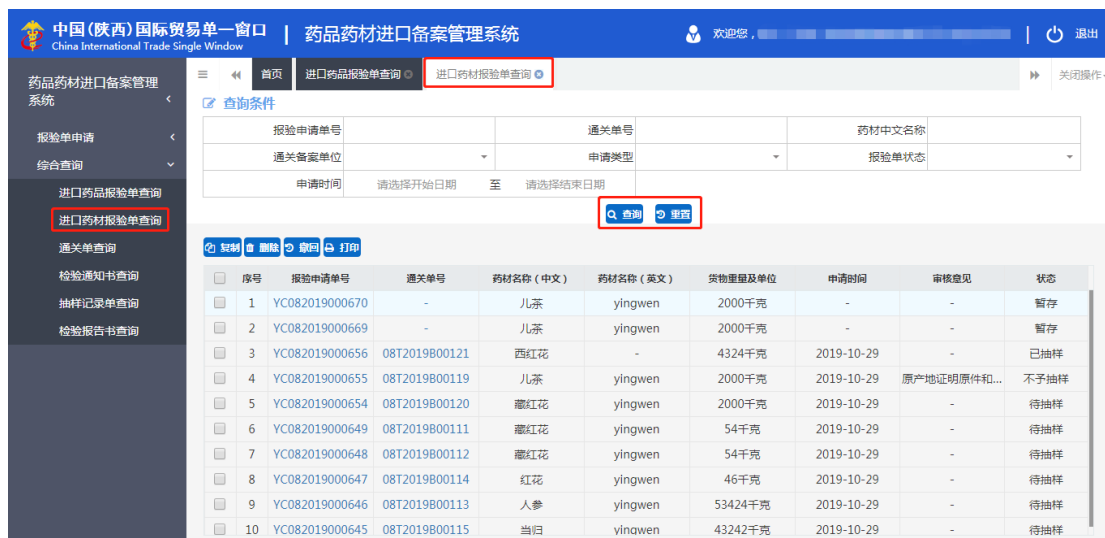 中国(陕西)国际贸易单一窗口 | 药品药材进口备案管理系统 欢迎您， | 退出
China International Trade Single Window
药品药材进口备案管理系统
首页 进口药品报验单查询 进口药材报验单查询 关闭操作
查询条件
报验申请单号 通关单号 药材中文名称
报验单申请
通关备案单位 申请类型 报验单状态
综合查询
申请时间 请选择开始日期 至 请选择结束日期
进口药品报验单查询
查询 重置
进口药材报验单查询
通关单查询
复制 删除 撤回 打印
检验通知书查询
序号 报验申请单号 通关单号 药材名称（中文） 药材名称（英文） 货物重量及单位 申请时间 审核意见 状态
抽样记录单查询
1 YC082019000670 - 儿茶 yingwen 2000千克 - - 暂存
检验报告书查询
2 YC082019000669 - 儿茶 yingwen 2000千克 - - 暂存
3 YC082019000656 08T2019B00121 西红花 - 4324千克 2019-10-29 - 已抽样
4 YC082019000655 08T2019B00119 儿茶 yingwen 2000千克 2019-10-29 原产地证明原件和... 不予抽样
5 YC082019000654 08T2019B00120 藏红花 yingwen 2000千克 2019-10-29 - 待抽样
6 YC082019000649 08T2019B00111 藏红花 yingwen 54千克 2019-10-29 - 待抽样
7 YC082019000648 08T2019B00112 藏红花 yingwen 54千克 2019-10-29 - 待抽样
8 YC082019000647 08T2019B00114 红花 yingwen 46千克 2019-10-29 - 待抽样
9 YC082019000646 08T2019B00113 人参 yingwen 53424千克 2019-10-29 - 待抽样
10 YC082019000645 08T2019B00115 当归 yingwen 43242千克 2019-10-29 - 待抽样